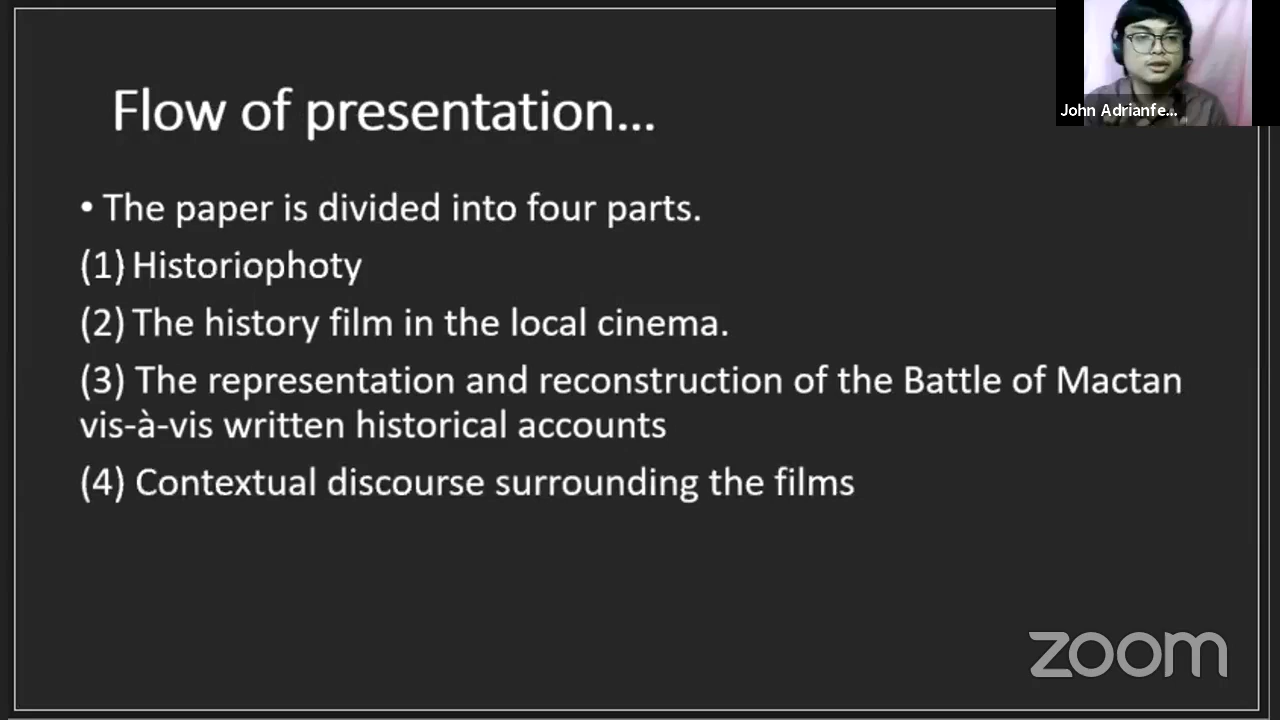 Flow of presentation...
John Adrianfe...
• The paper is divided into four parts.
(1) Historiophoty
(2) The history film in the local cinema.
(3) The representation and reconstruction of the Battle of Mactan
vis-à-vis written historical accounts
(4) Contextual discourse surrounding the films
zoom